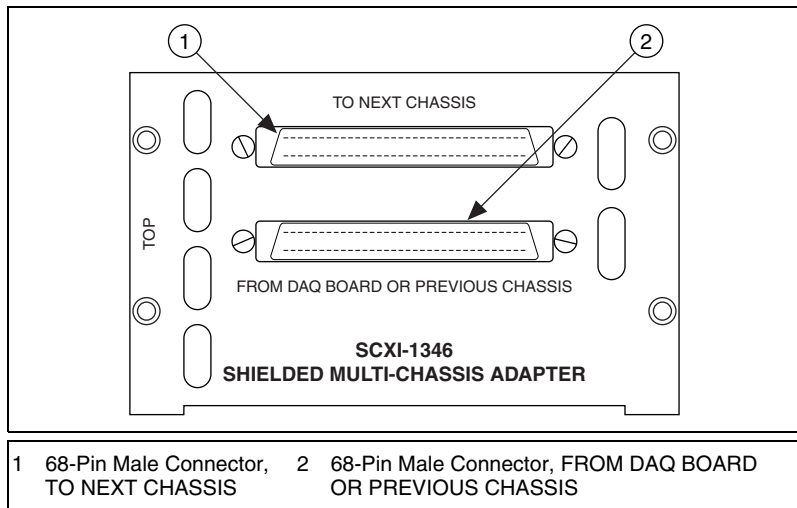 1
2
TO NEXT CHASSIS
TOP
FROM DAQ BOARD OR PREVIOUS CHASSIS
SCXI-1346
SHIELDED MULTI-CHASSIS ADAPTER
1 68-Pin Male Connector, TO NEXT CHASSIS
2 68-Pin Male Connector, FROM DAQ BOARD OR PREVIOUS CHASSIS